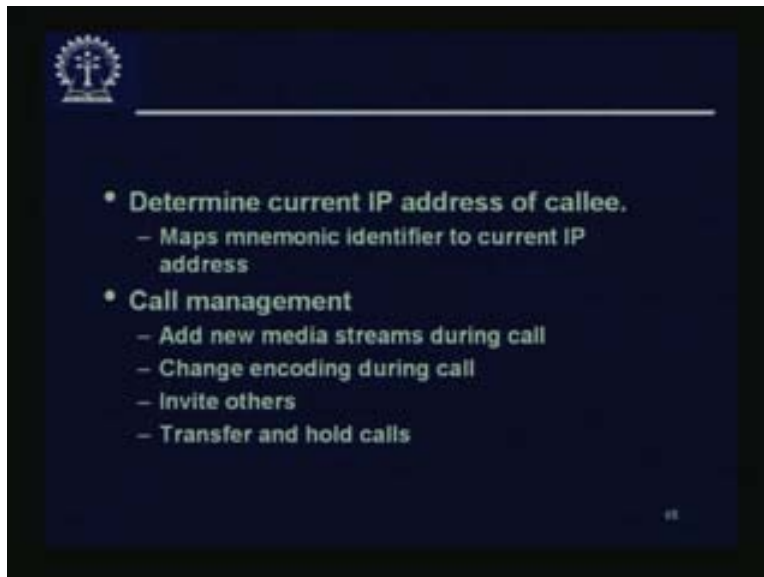 • Determine current IP address of callee.
– Maps mnemonic identifier to current IP
address
• Call management
– Add new media streams during call
– Change encoding during call
– Invite others
– Transfer and hold calls